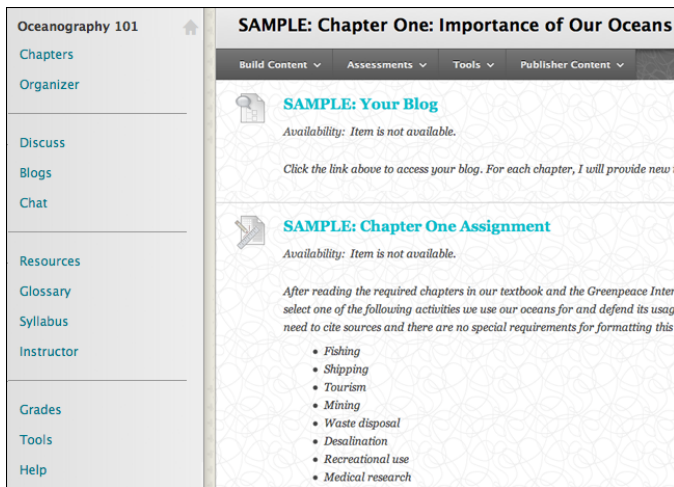 Oceanography 101
Chapters
Organizer
Discuss
Blogs
Chat
Resources
Glossary
Syllabus
Instructor
Grades
Tools
Help
SAMPLE: Chapter One: Importance of Our Oceans
Build Content Assessments Tools Publisher Content
SAMPLE: Your Blog
Availability: Item is not available.
Click the link above to access your blog. For each chapter, I will provide new
SAMPLE: Chapter One Assignment
Availability: Item is not available.
After reading the required chapters in our textbook and the Greenpeace Inter
select one of the following activities we use our oceans for and defend its usag
need to cite sources and there are no special requirements for formatting this
• Fishing
• Shipping
• Tourism
• Mining
• Waste disposal
• Desalination
• Recreational use
• Medical research